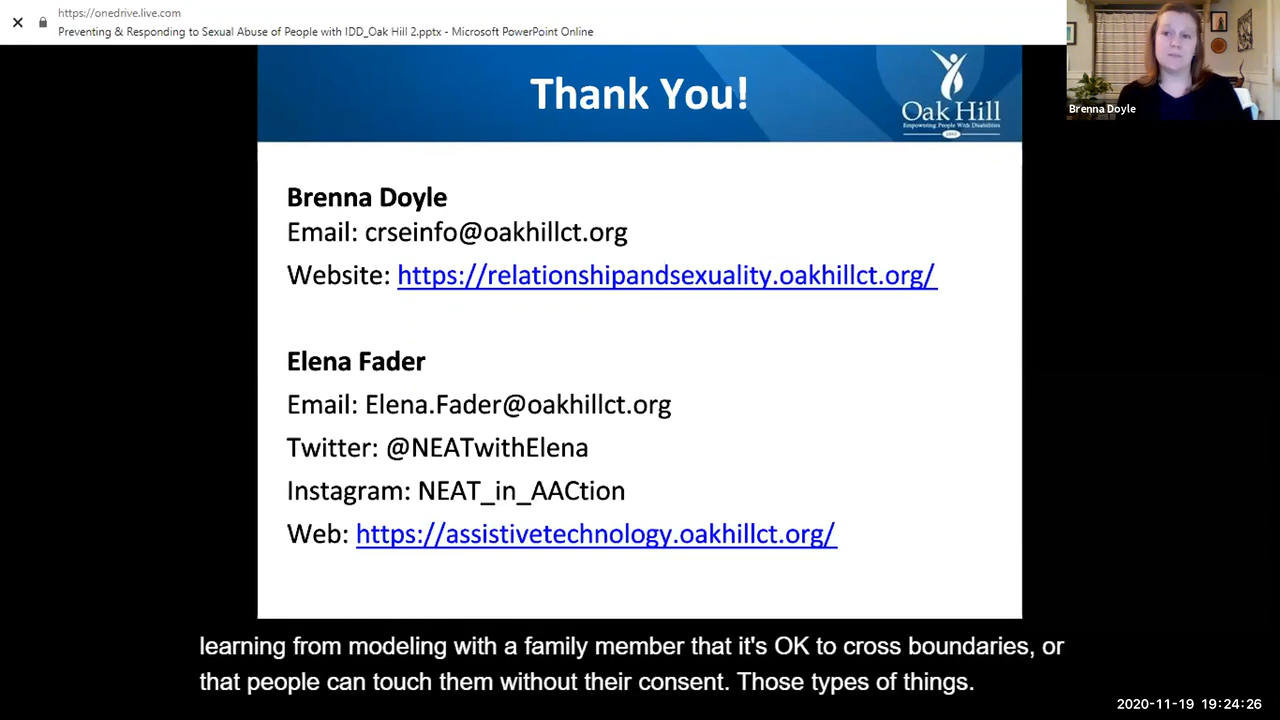 https://onedrive.live.com
Preventing & Responding to Sexual Abuse of People with IDD_Oak Hill 2.pptx - Microsoft PowerPoint Online
Brenna Doyle
Thank You!
Oak Hill
Empowering People With Disabilities
Brenna Doyle
Email: crseinfo@oakhillct.org
Website: https://relationshipandsexuality.oakhillct.org/
Elena Fader
Email: Elena.Fader@oakhillct.org
Twitter: @NEATwithElena
Instagram: NEAT_in_AACtion
Web: https://assistivetechnology.oakhillct.org/
learning from modeling with a family member that it's OK to cross boundaries, or
that people can touch them without their consent. Those types of things.
2020-11-19 19:24:26